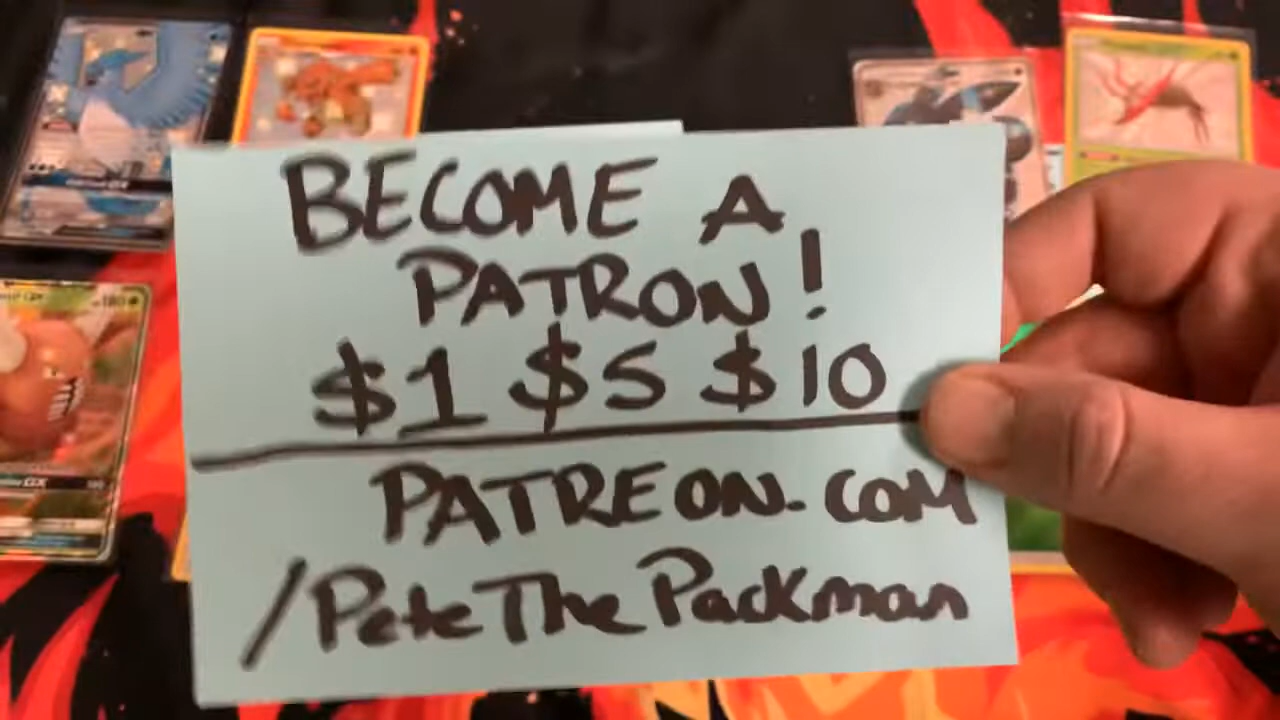 BECOME A
PATRON!
$1 $5 $10
PATREON.COM
/PeteThePackman